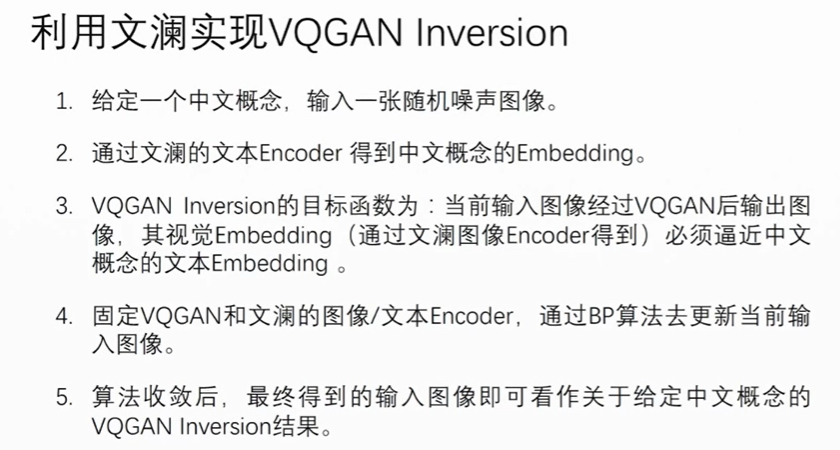 利用文澜实现VQGAN Inversion
1. 给定一个中文概念，输入一张随机噪声图像。
2. 通过文澜的文本Encoder 得到中文概念的Embedding。
3. VQGAN Inversion的目标函数为：当前输入图像经过VQGAN后输出图
像，其视觉Embedding（通过文澜图像Encoder得到）必须逼近中文
概念的文本Embedding 。
4. 固定VQGAN和文澜的图像/文本Encoder，通过BP算法去更新当前输
入图像。
5. 算法收敛后，最终得到的输入图像即可看作关于给定中文概念的
VQGAN Inversion结果。